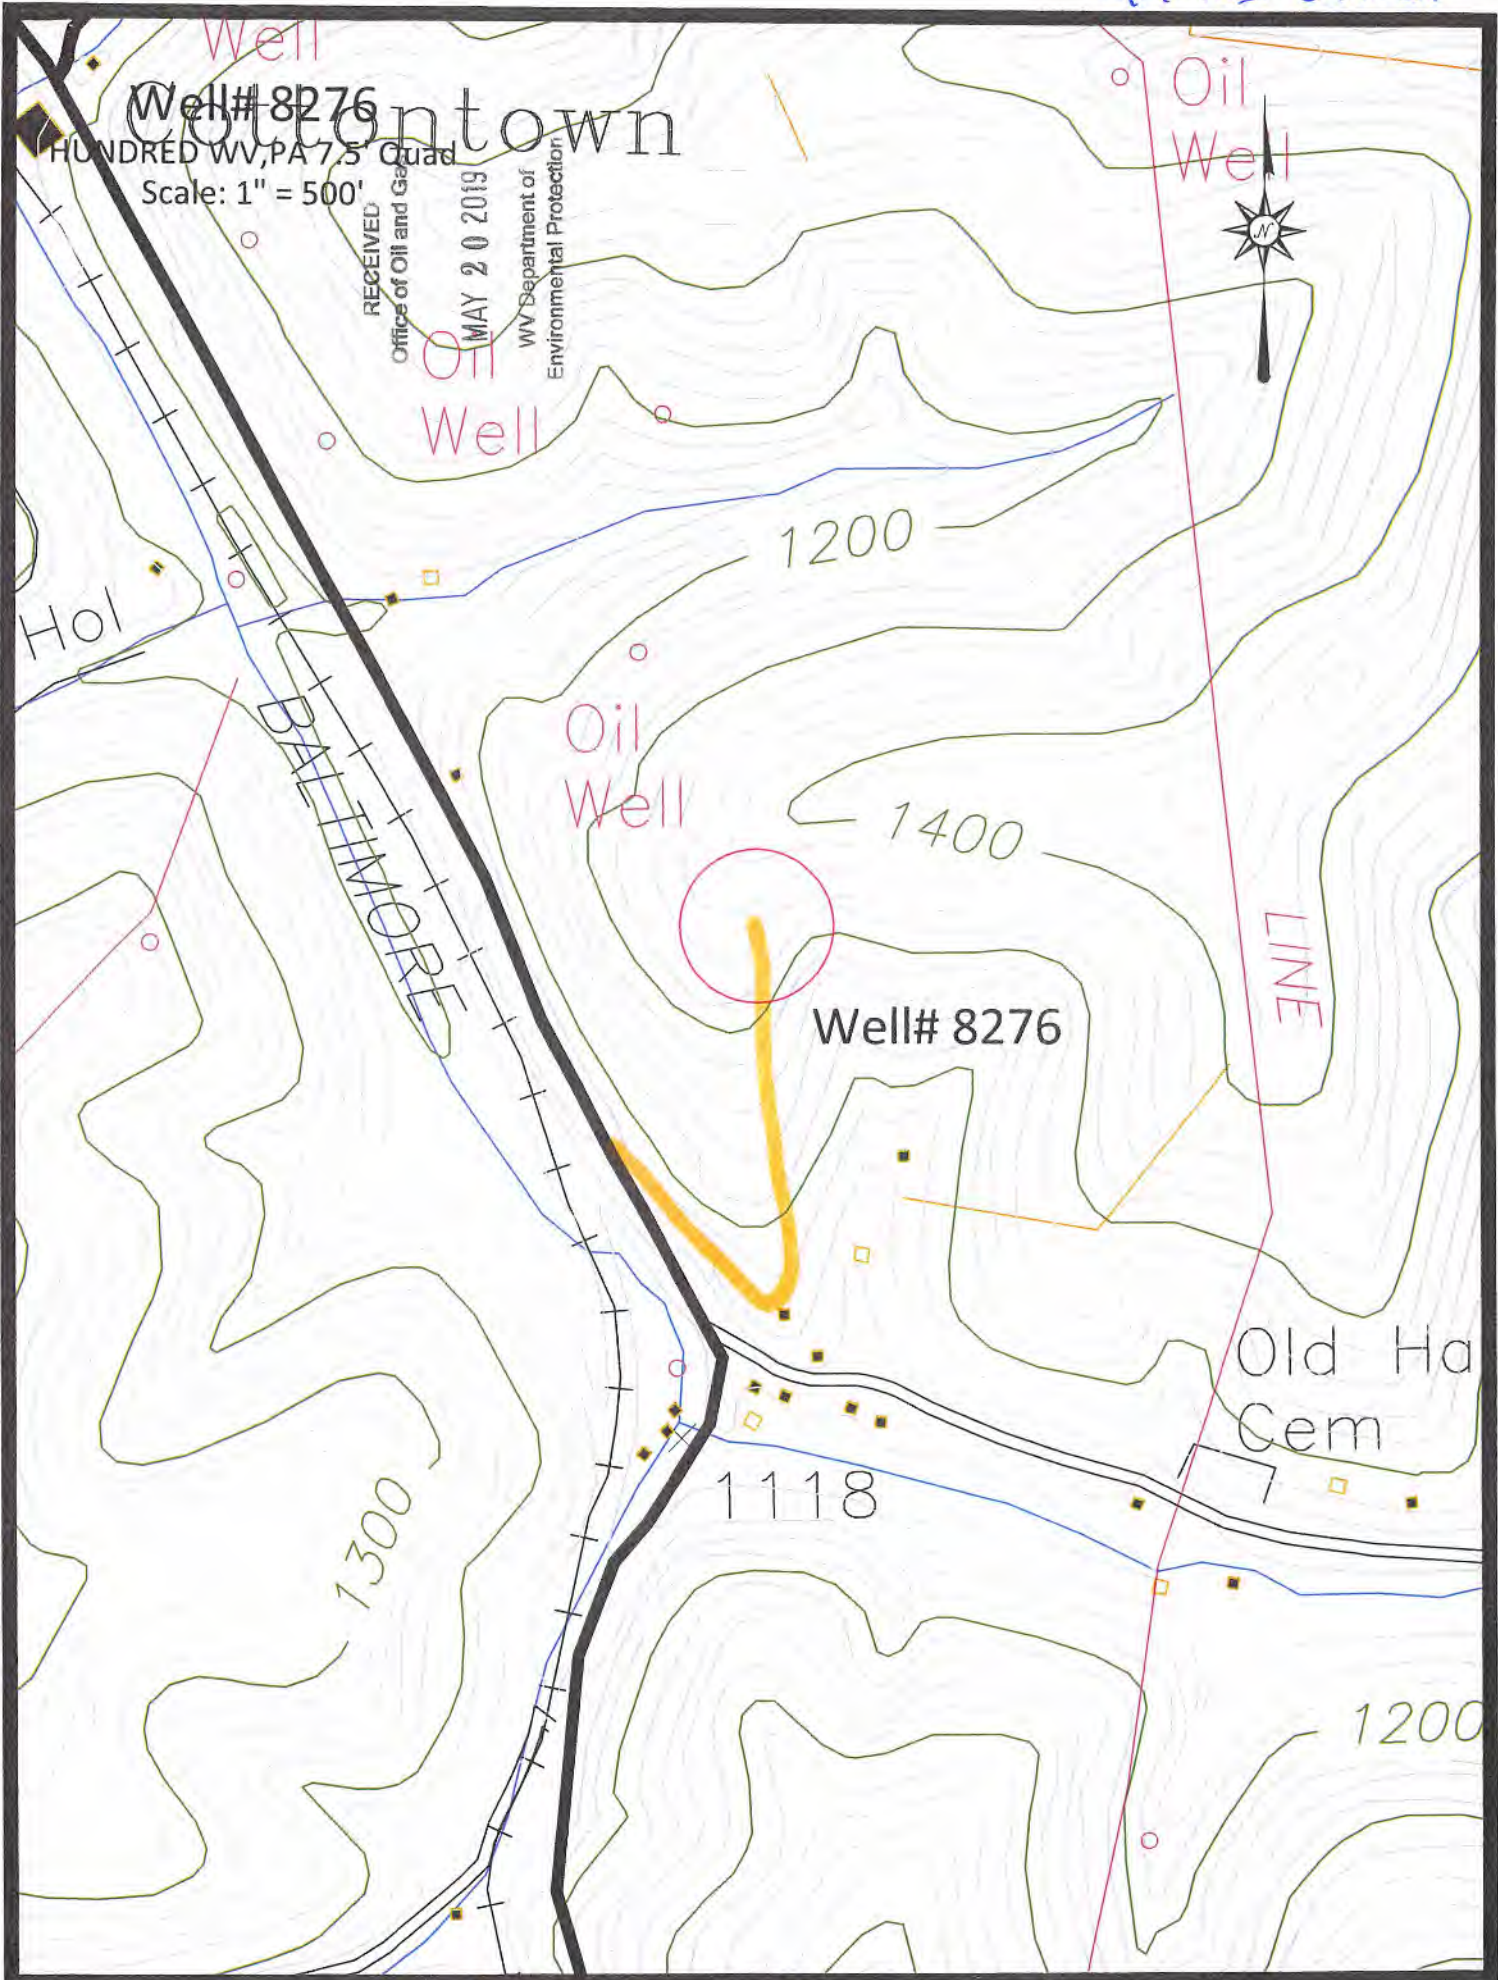 Well
Well# 8276
Cottontown
HUNDRED WV,PA 7.5' Quad
Scale: 1" = 500'
RECEIVED
Office of Oil and Gas
MAY 20 2019
WV Department of
Environmental Protection
Oil
Well
N
Oil
Well
1200
Hol
BALTIMORE
Oil
Well
1400
LINE
Well# 8276
Old Ha
Cem
1118
1300
1200